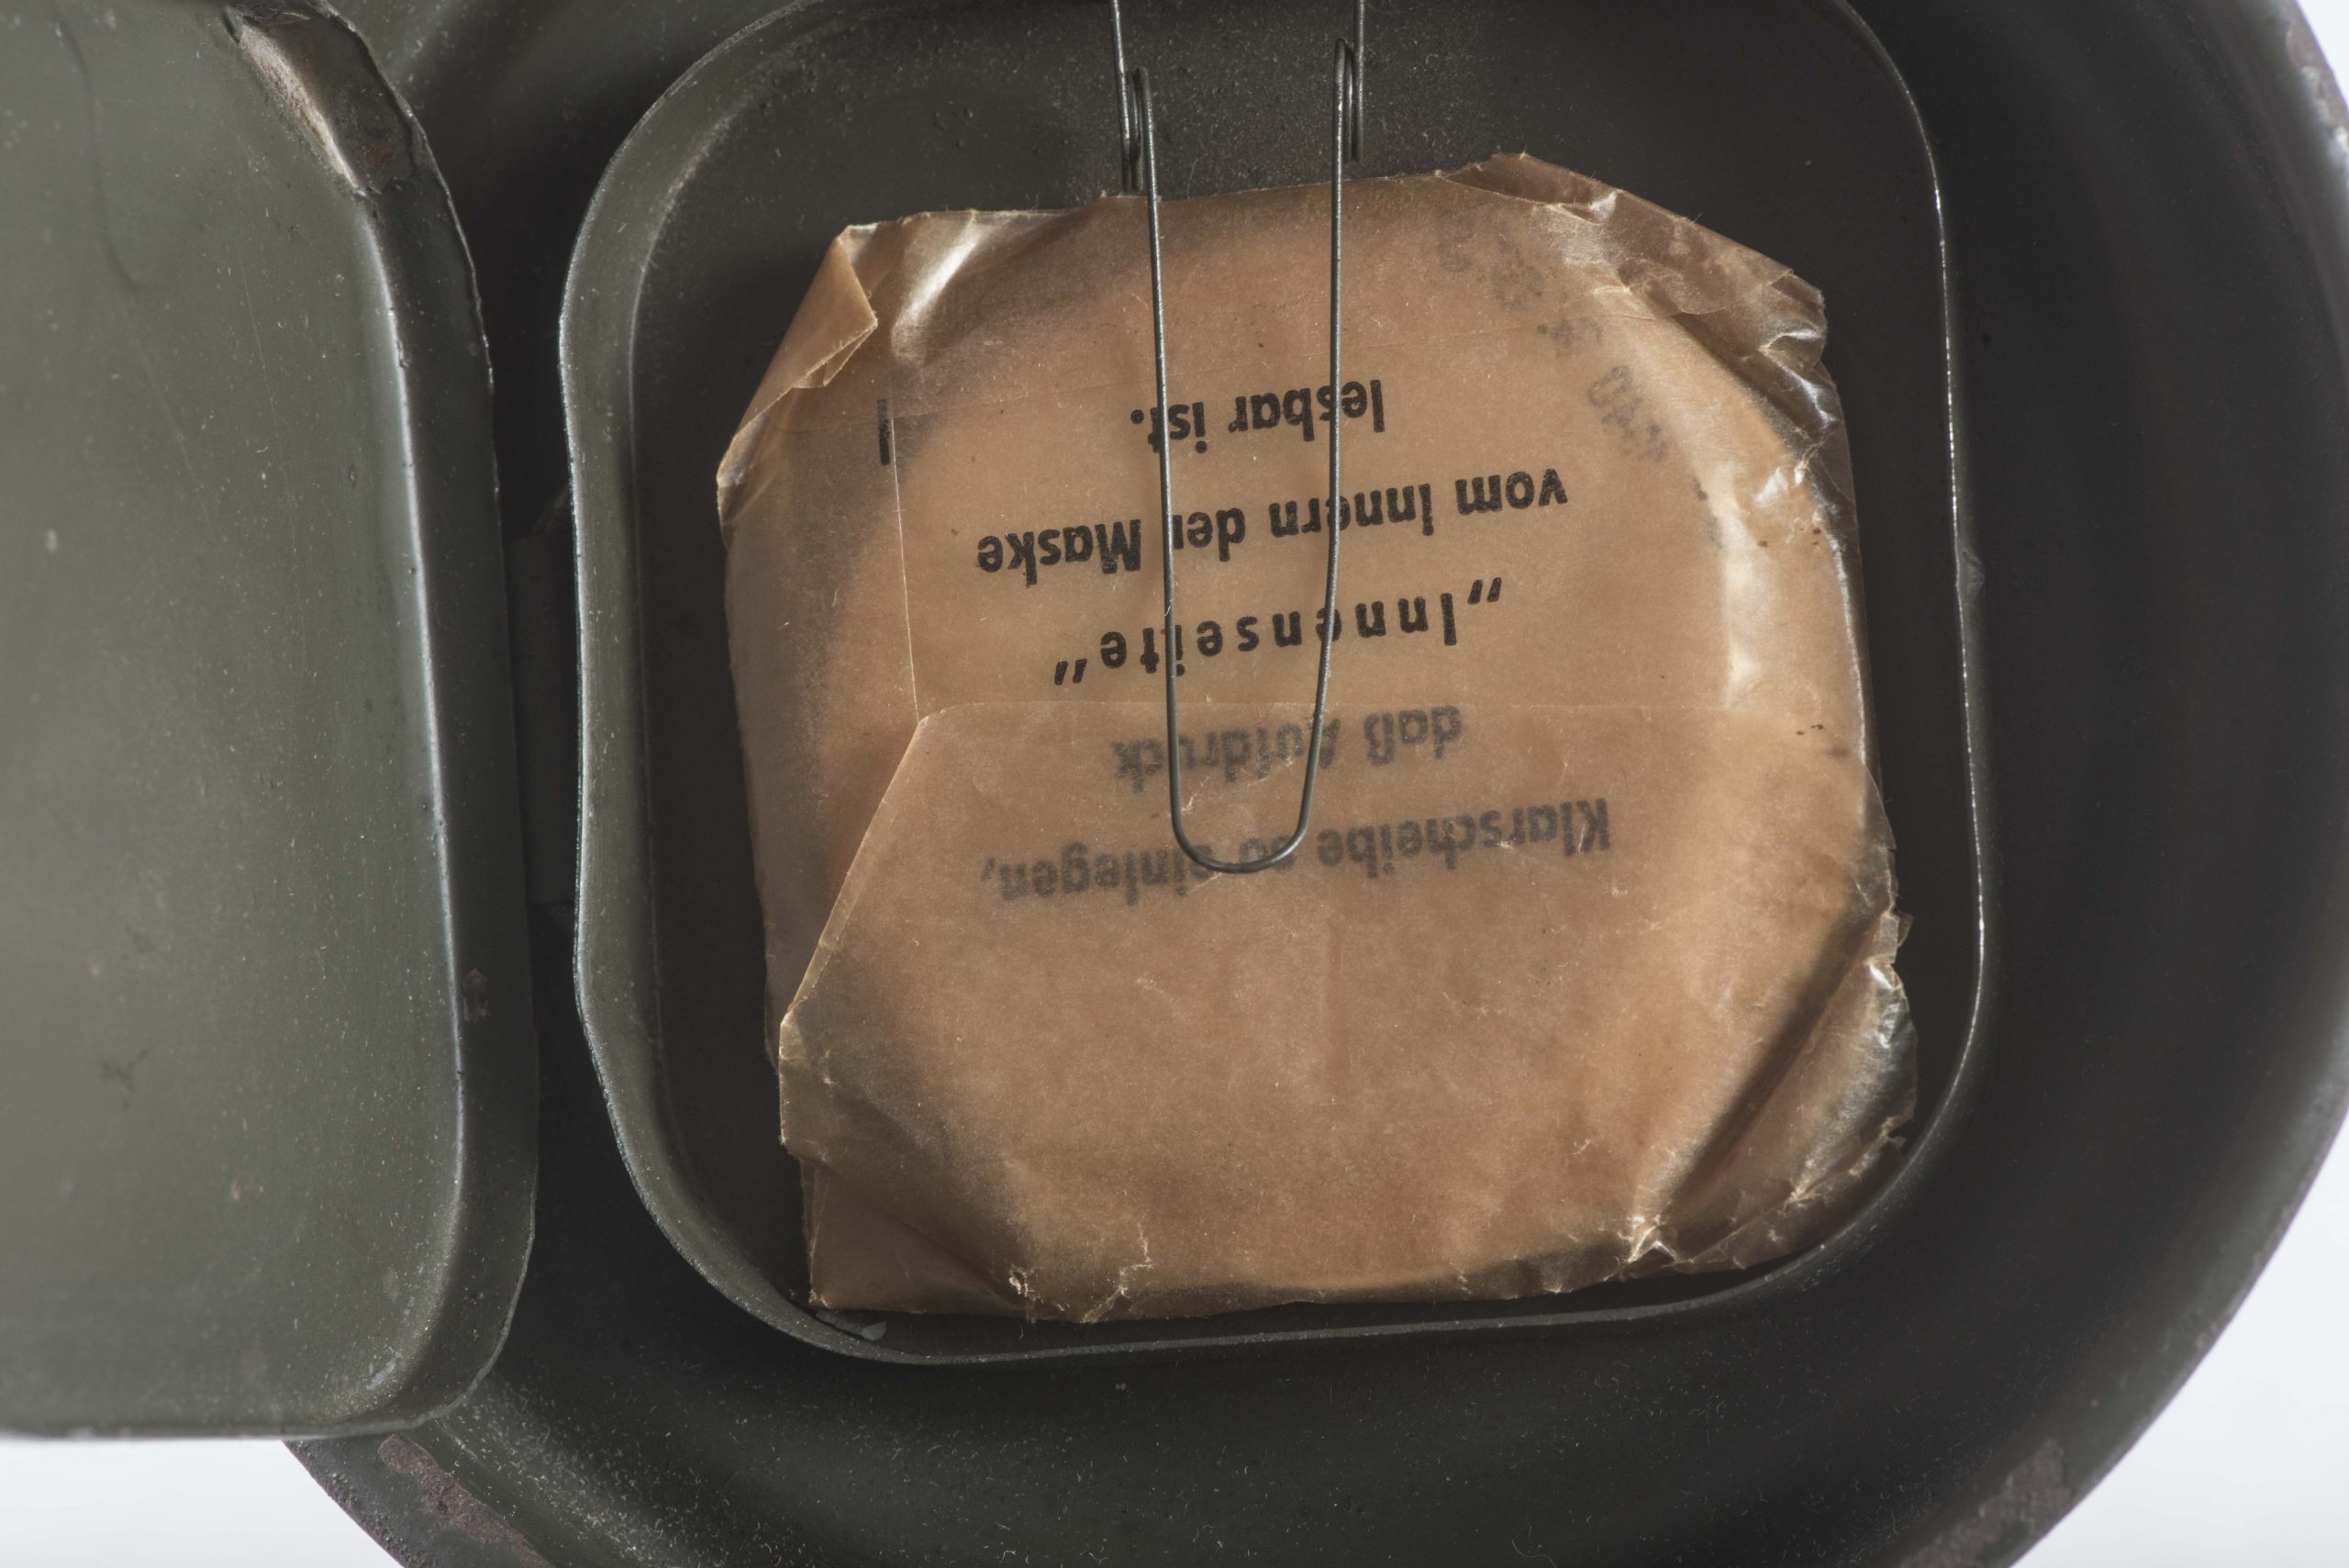 Klarscheibe so einlegen,
daß Aufdruck
„Innenseite“
vom Innern der Maske
lesbar ist.